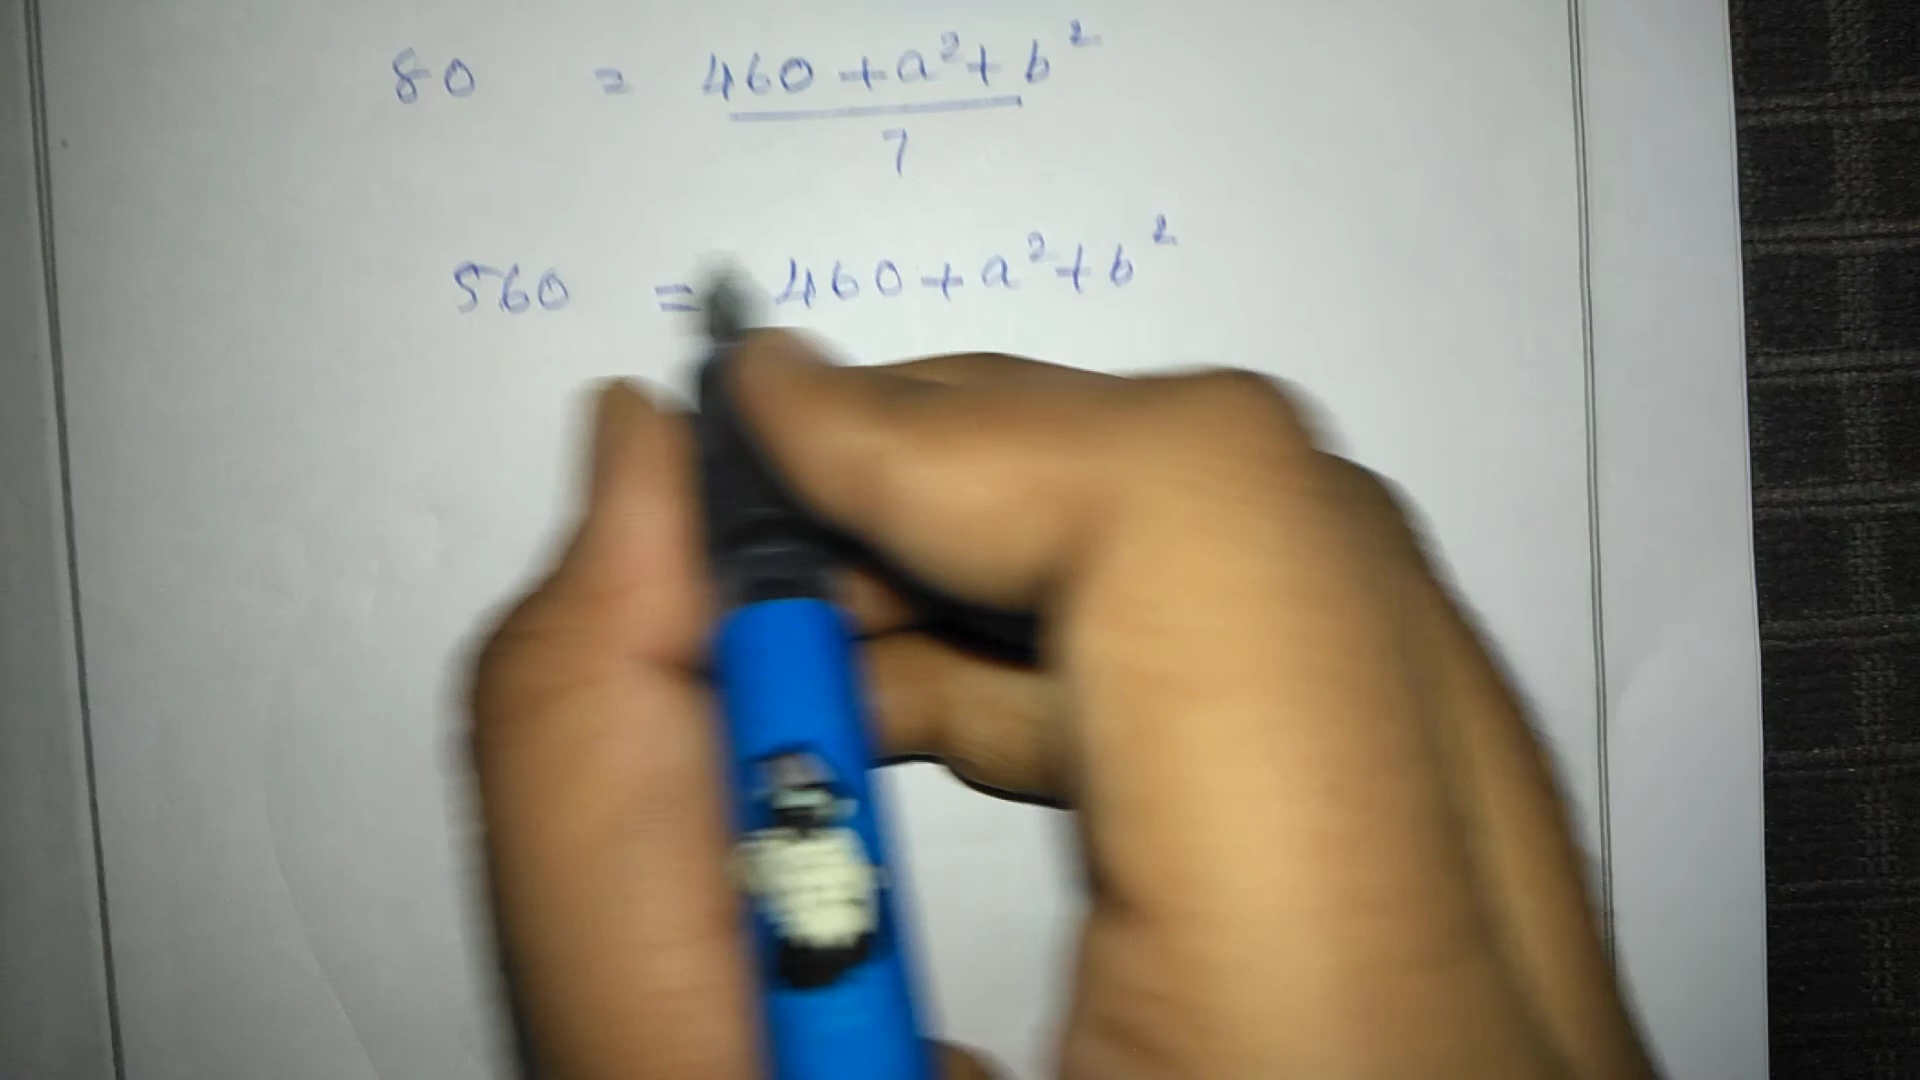 80 = 460 + a² + b² / 7
560 = 460 + a² + b²